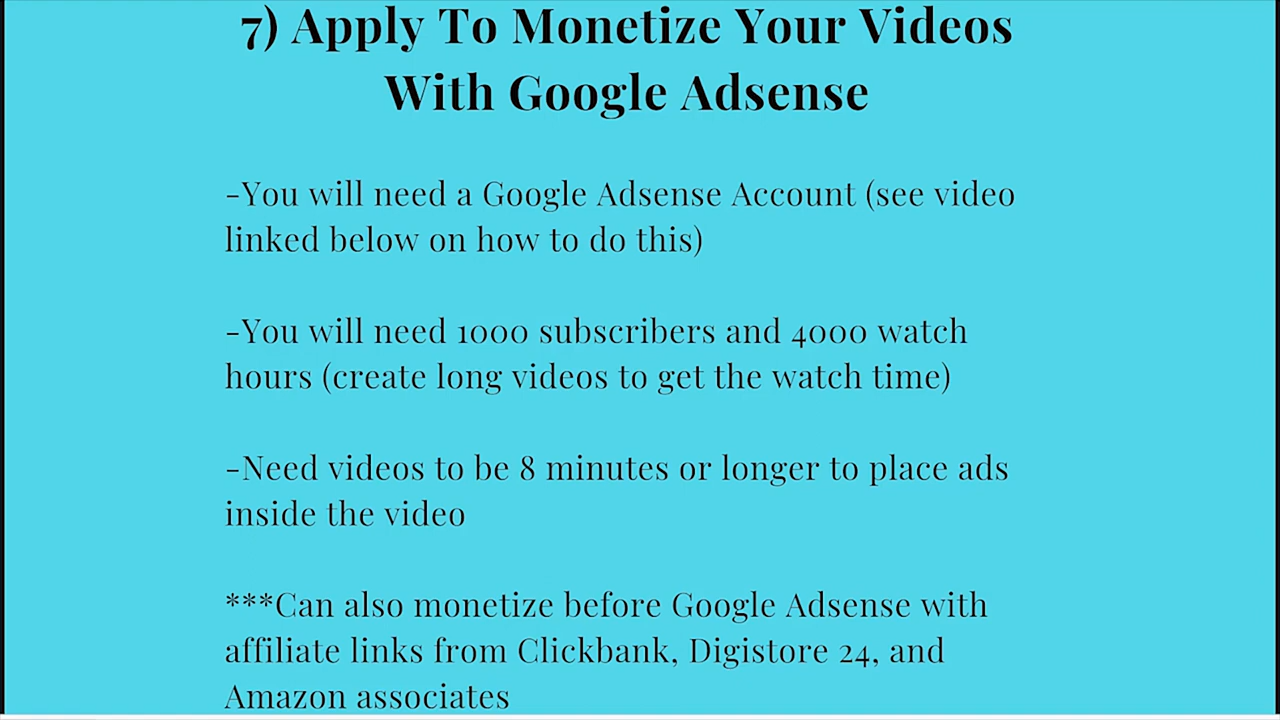 7) Apply To Monetize Your Videos
With Google Adsense
-You will need a Google Adsense Account (see video
linked below on how to do this)
-You will need 1000 subscribers and 4000 watch
hours (create long videos to get the watch time)
-Need videos to be 8 minutes or longer to place ads
inside the video
***Can also monetize before Google Adsense with
affiliate links from Clickbank, Digistore 24, and
Amazon associates